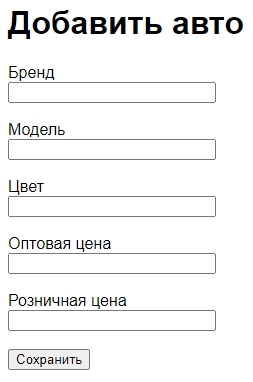 Добавить авто
Бренд
Модель
Цвет
Оптовая цена
Розничная цена
Сохранить